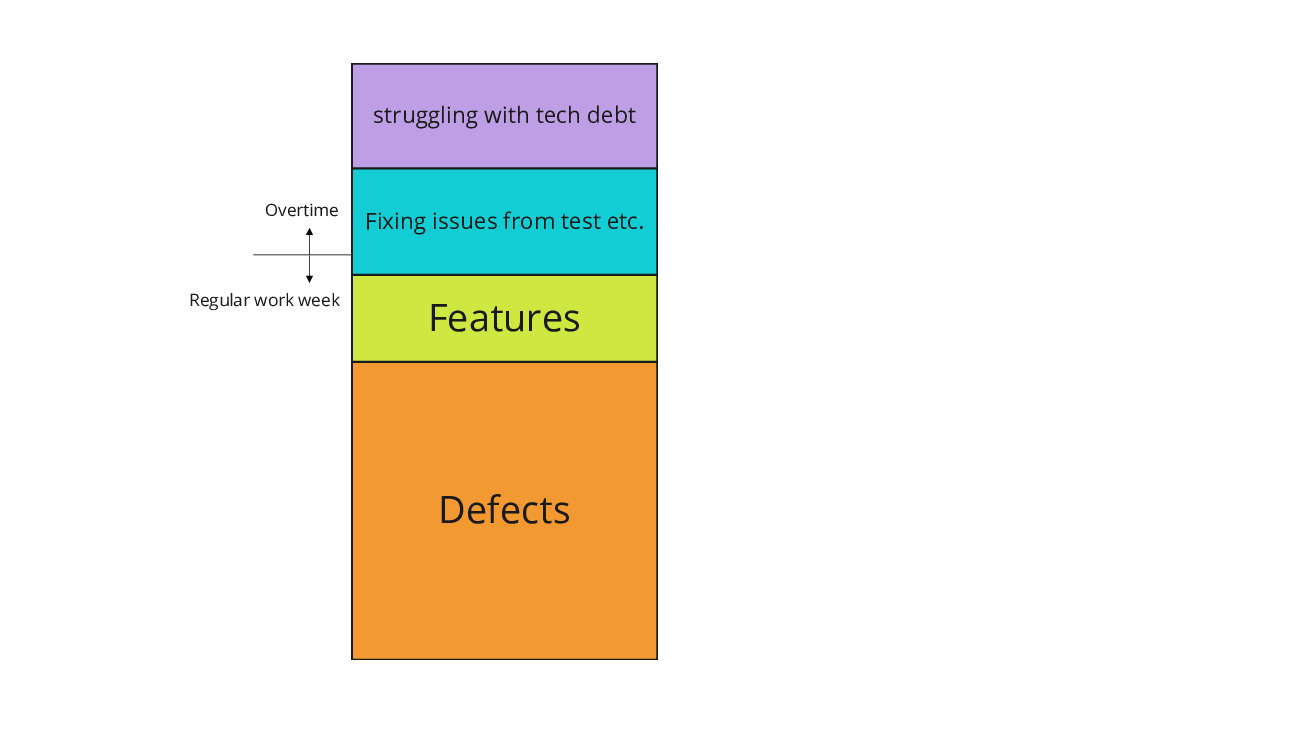 struggling with tech debt
Overtime
Fixing issues from test etc.
Regular work week
Features
Defects